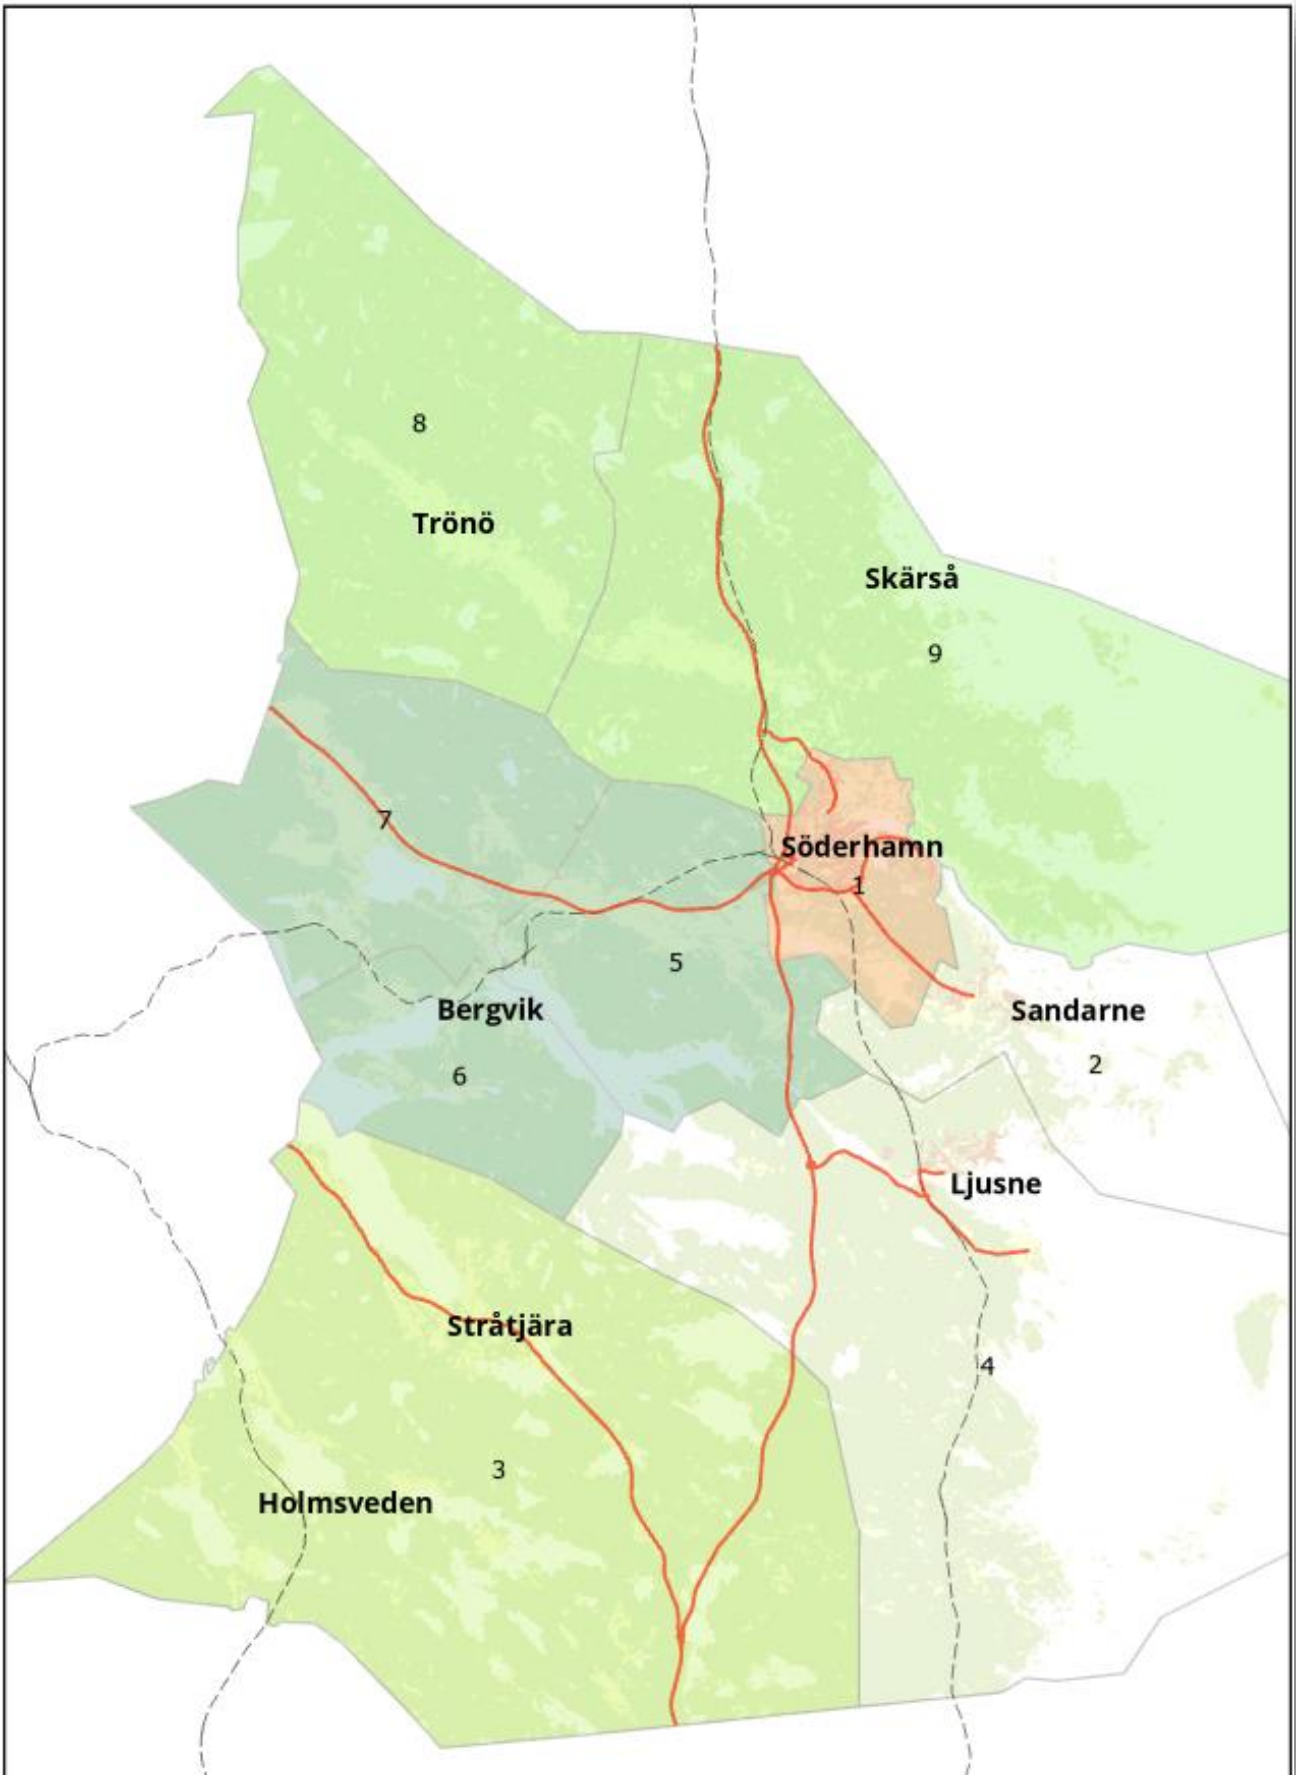 8
Trönö
Skärså
9
7
Söderhamn
1
5
Bergvik
Sandarne
2
6
Ljusne
Stråtjära
4
3
Holmsveden